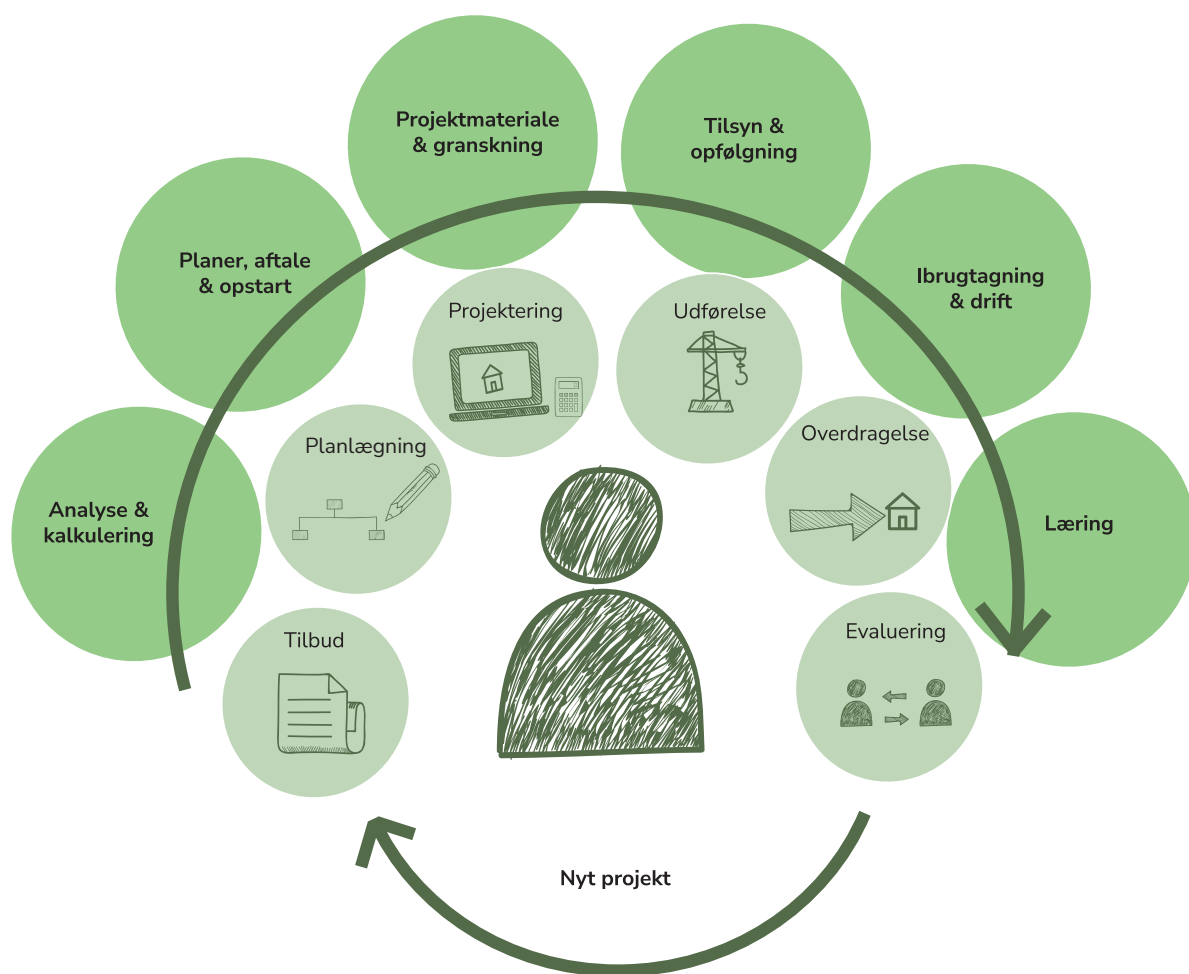 Projektmateriale
& granskning
Tilsyn &
opfølgning
Planer, aftale
& opstart
Ibrugtagning
& drift
Projektering
Udførelse
Planlægning
Overdragelse
Analyse &
kalkulering
Læring
Tilbud
Evaluering
Nyt projekt